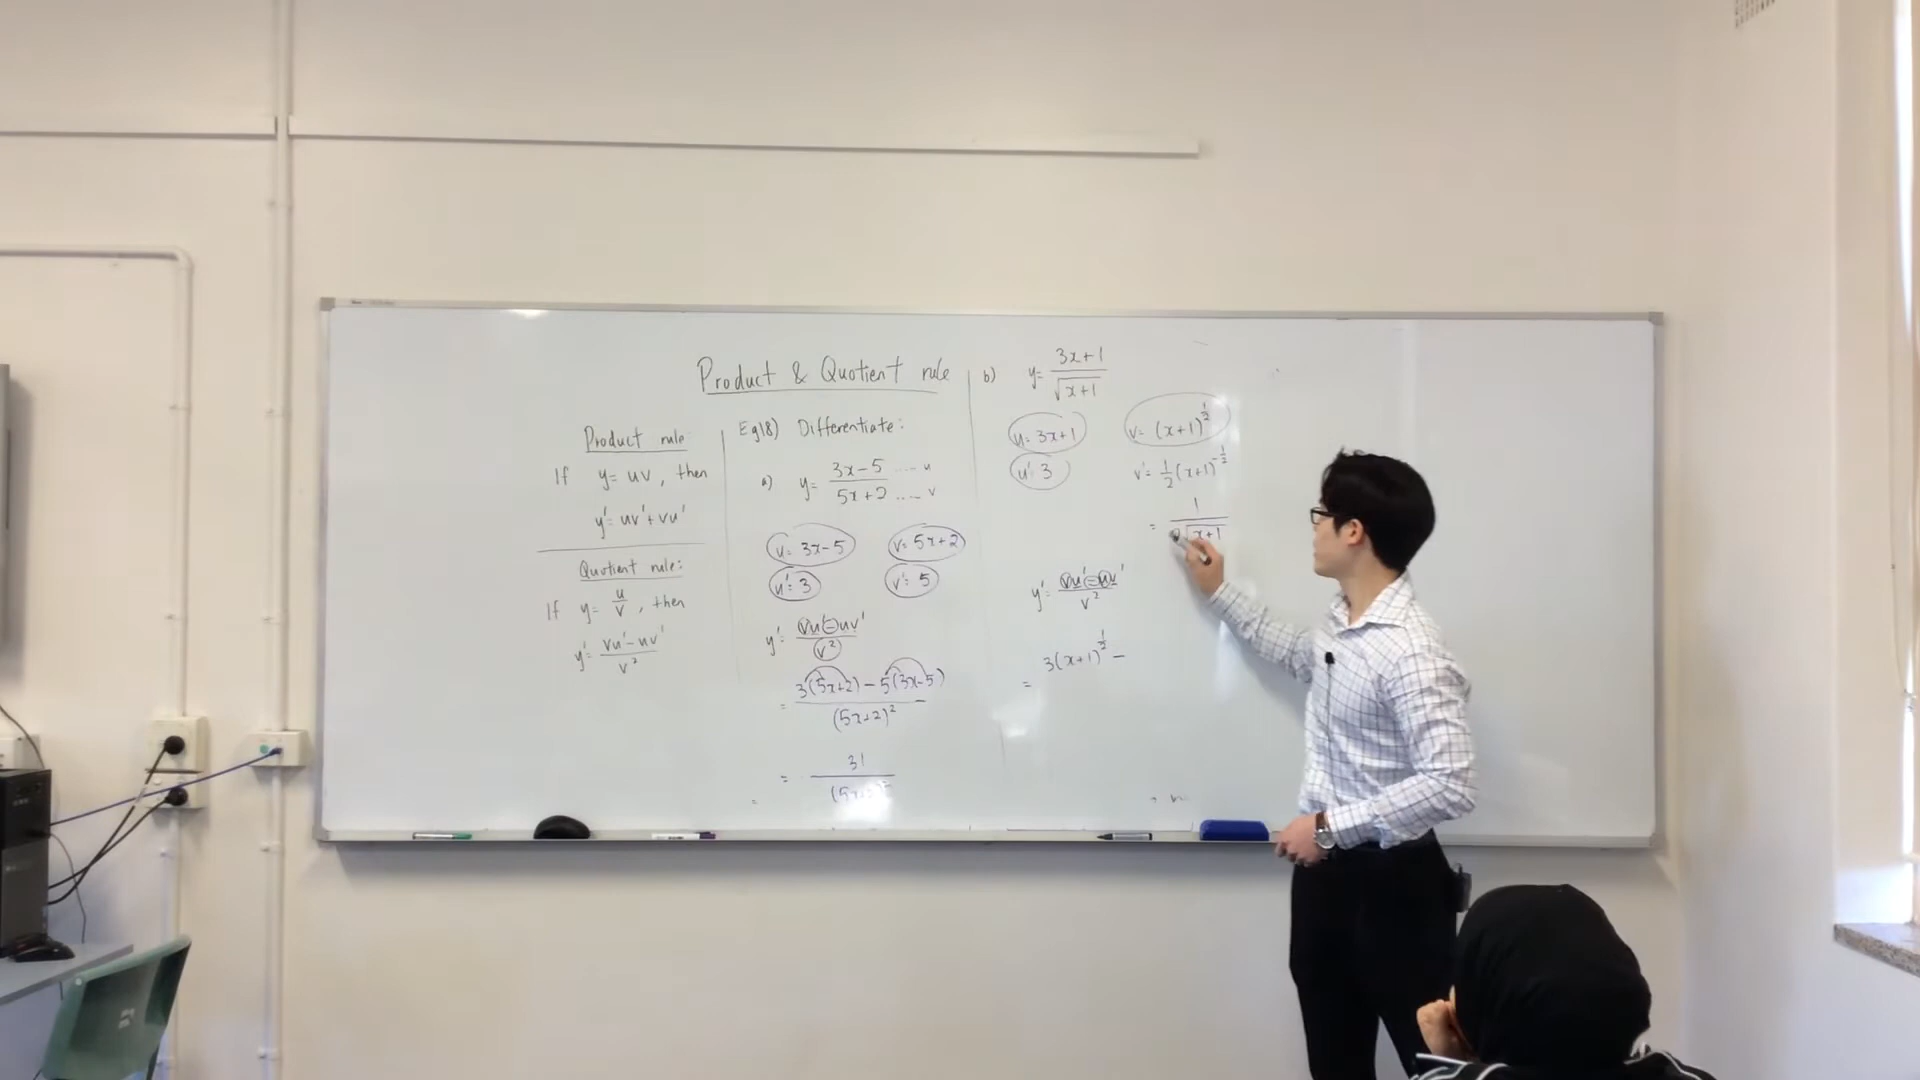 Product & Quotient rule
Product rule
If y = uv, then
y' = uv' + vu'
Quotient rule:
If y = u/v, then
y' = (vu' - uv')/v²
Eg18) Differentiate:
a) y = (3x-5)/(5x+2) .... u .... v
u = 3x-5 v = 5x+2
u' = 3 v' = 5
y' = (vu' - uv')/v²
= (3(5x+2) - 5(3x-5))/(5x+2)²
= 31/(5x+2)²
b) y = (3x+1)/√(x+1)
u = 3x+1 v = (x+1)^(1/2)
u' = 3 v' = 1/2 (x+1)^(-1/2)
= 1/(2√(x+1))
y' = (vu' - uv')/v²
= 3(x+1)^(1/2) -